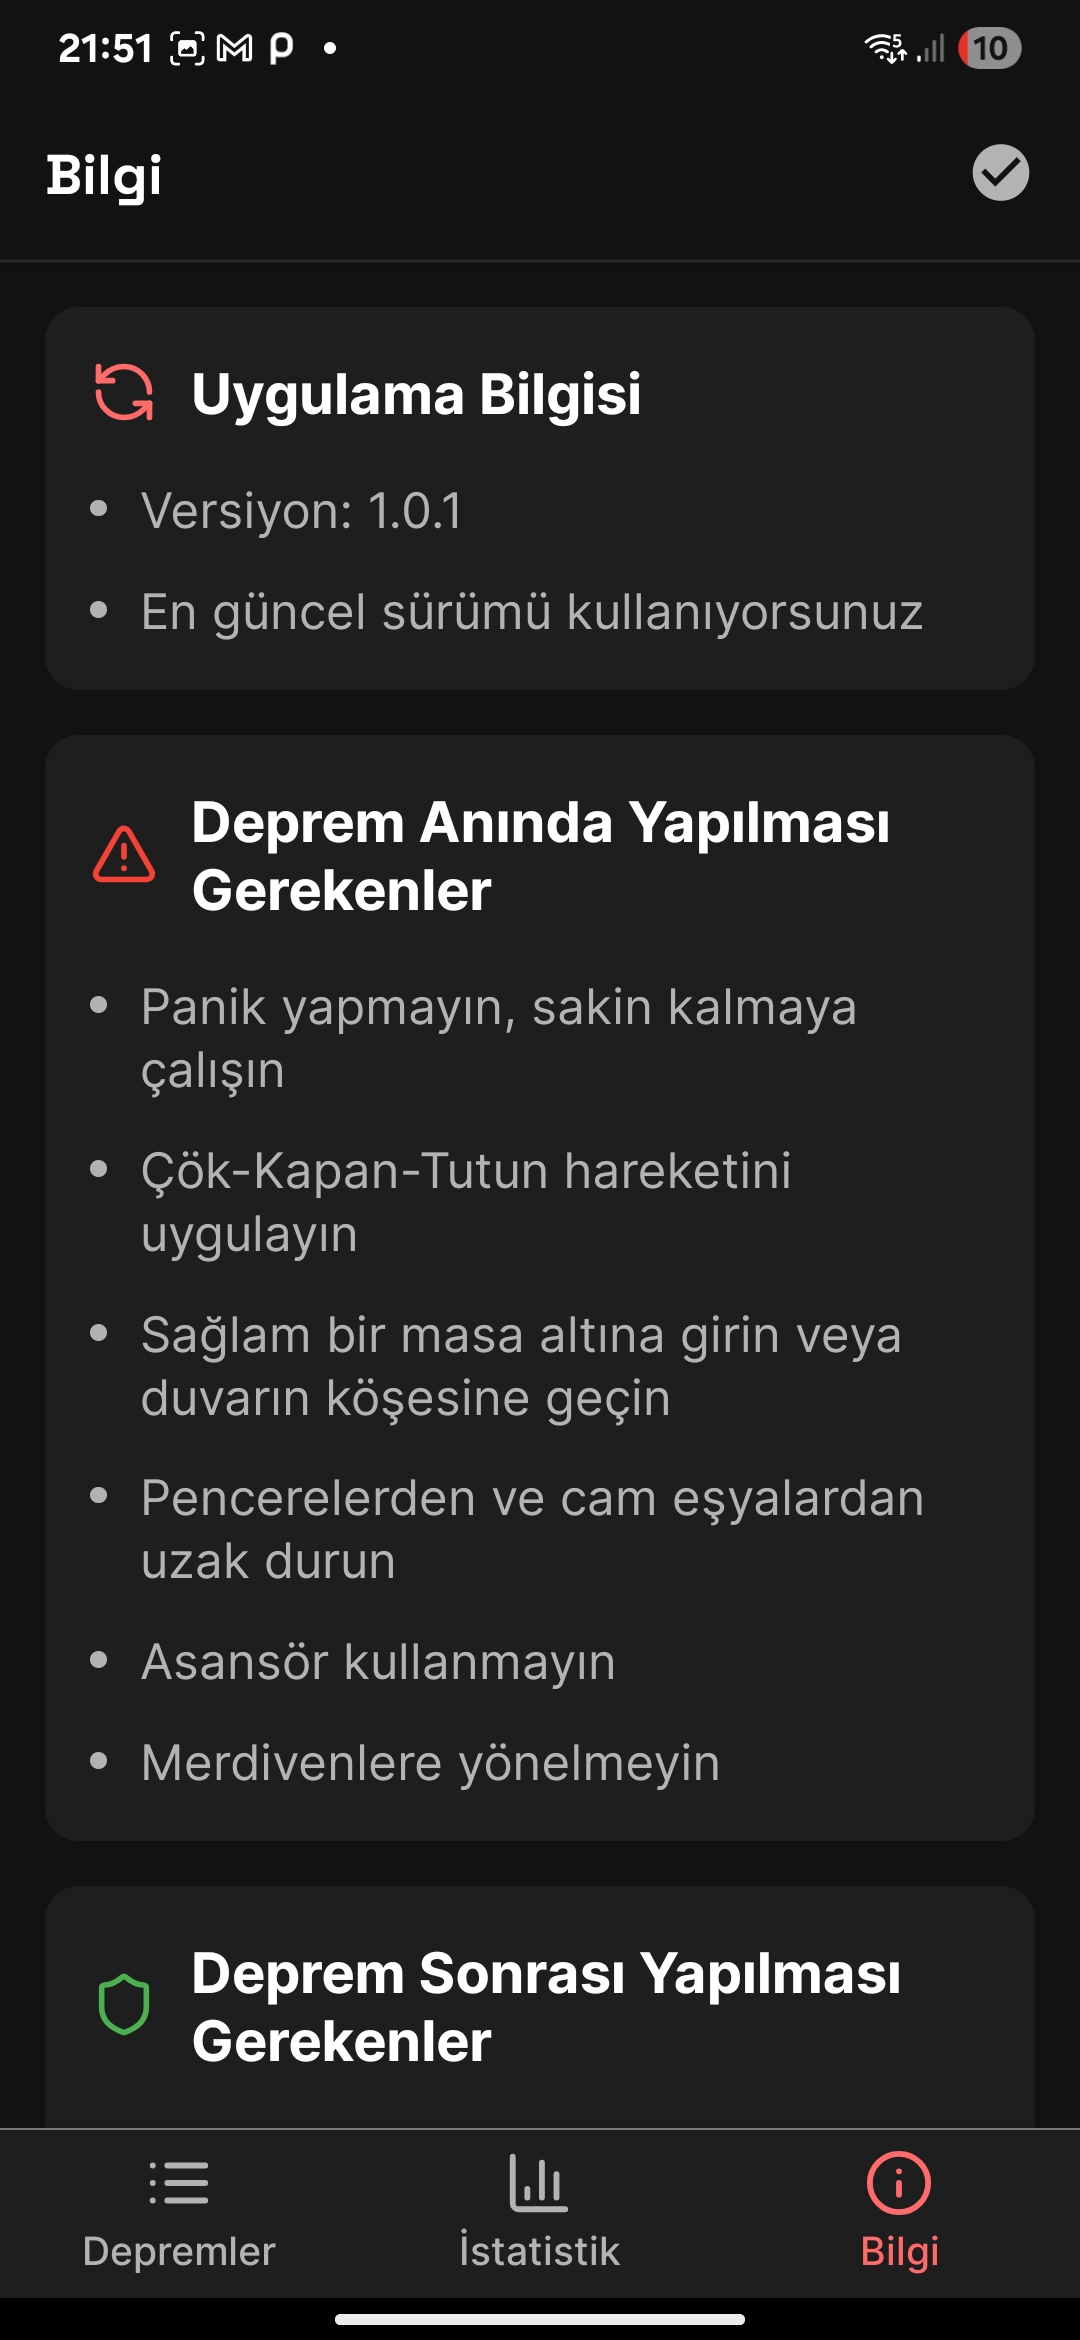 21:51
5
10
Bilgi
Uygulama Bilgisi
• Versiyon: 1.0.1
• En güncel sürümü kullanıyorsunuz
Deprem Anında Yapılması
Gerekenler
• Panik yapmayın, sakin kalmaya
çalışın
• Çök-Kapan-Tutun hareketini
uygulayın
• Sağlam bir masa altına girin veya
duvarın köşesine geçin
• Pencerelerden ve cam eşyalardan
uzak durun
• Asansör kullanmayın
• Merdivenlere yönelmeyin
Deprem Sonrası Yapılması
Gerekenler
Depremler
İstatistik
Bilgi